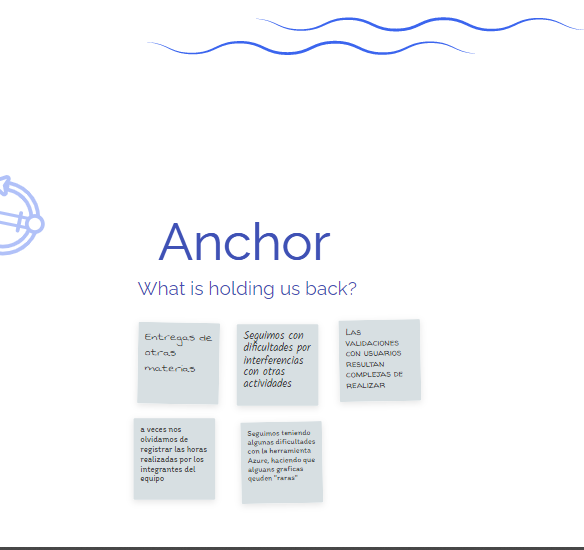 Anchor
What is holding us back?
Entregas de
otras
materias
Seguimos con
dificultades por
interferencias
con otras
actividades
LAS
VALIDACIONES
CON USUARIOS
RESULTAN
COMPLEJAS DE
REALIZAR
a veces nos
olvidamos de
registrar las horas
realizadas por los
integrantes del
equipo
Seguimos teniendo
algunas dificultades
con la herramienta
Azure, haciendo que
alguans graficas
qeuden "raras"